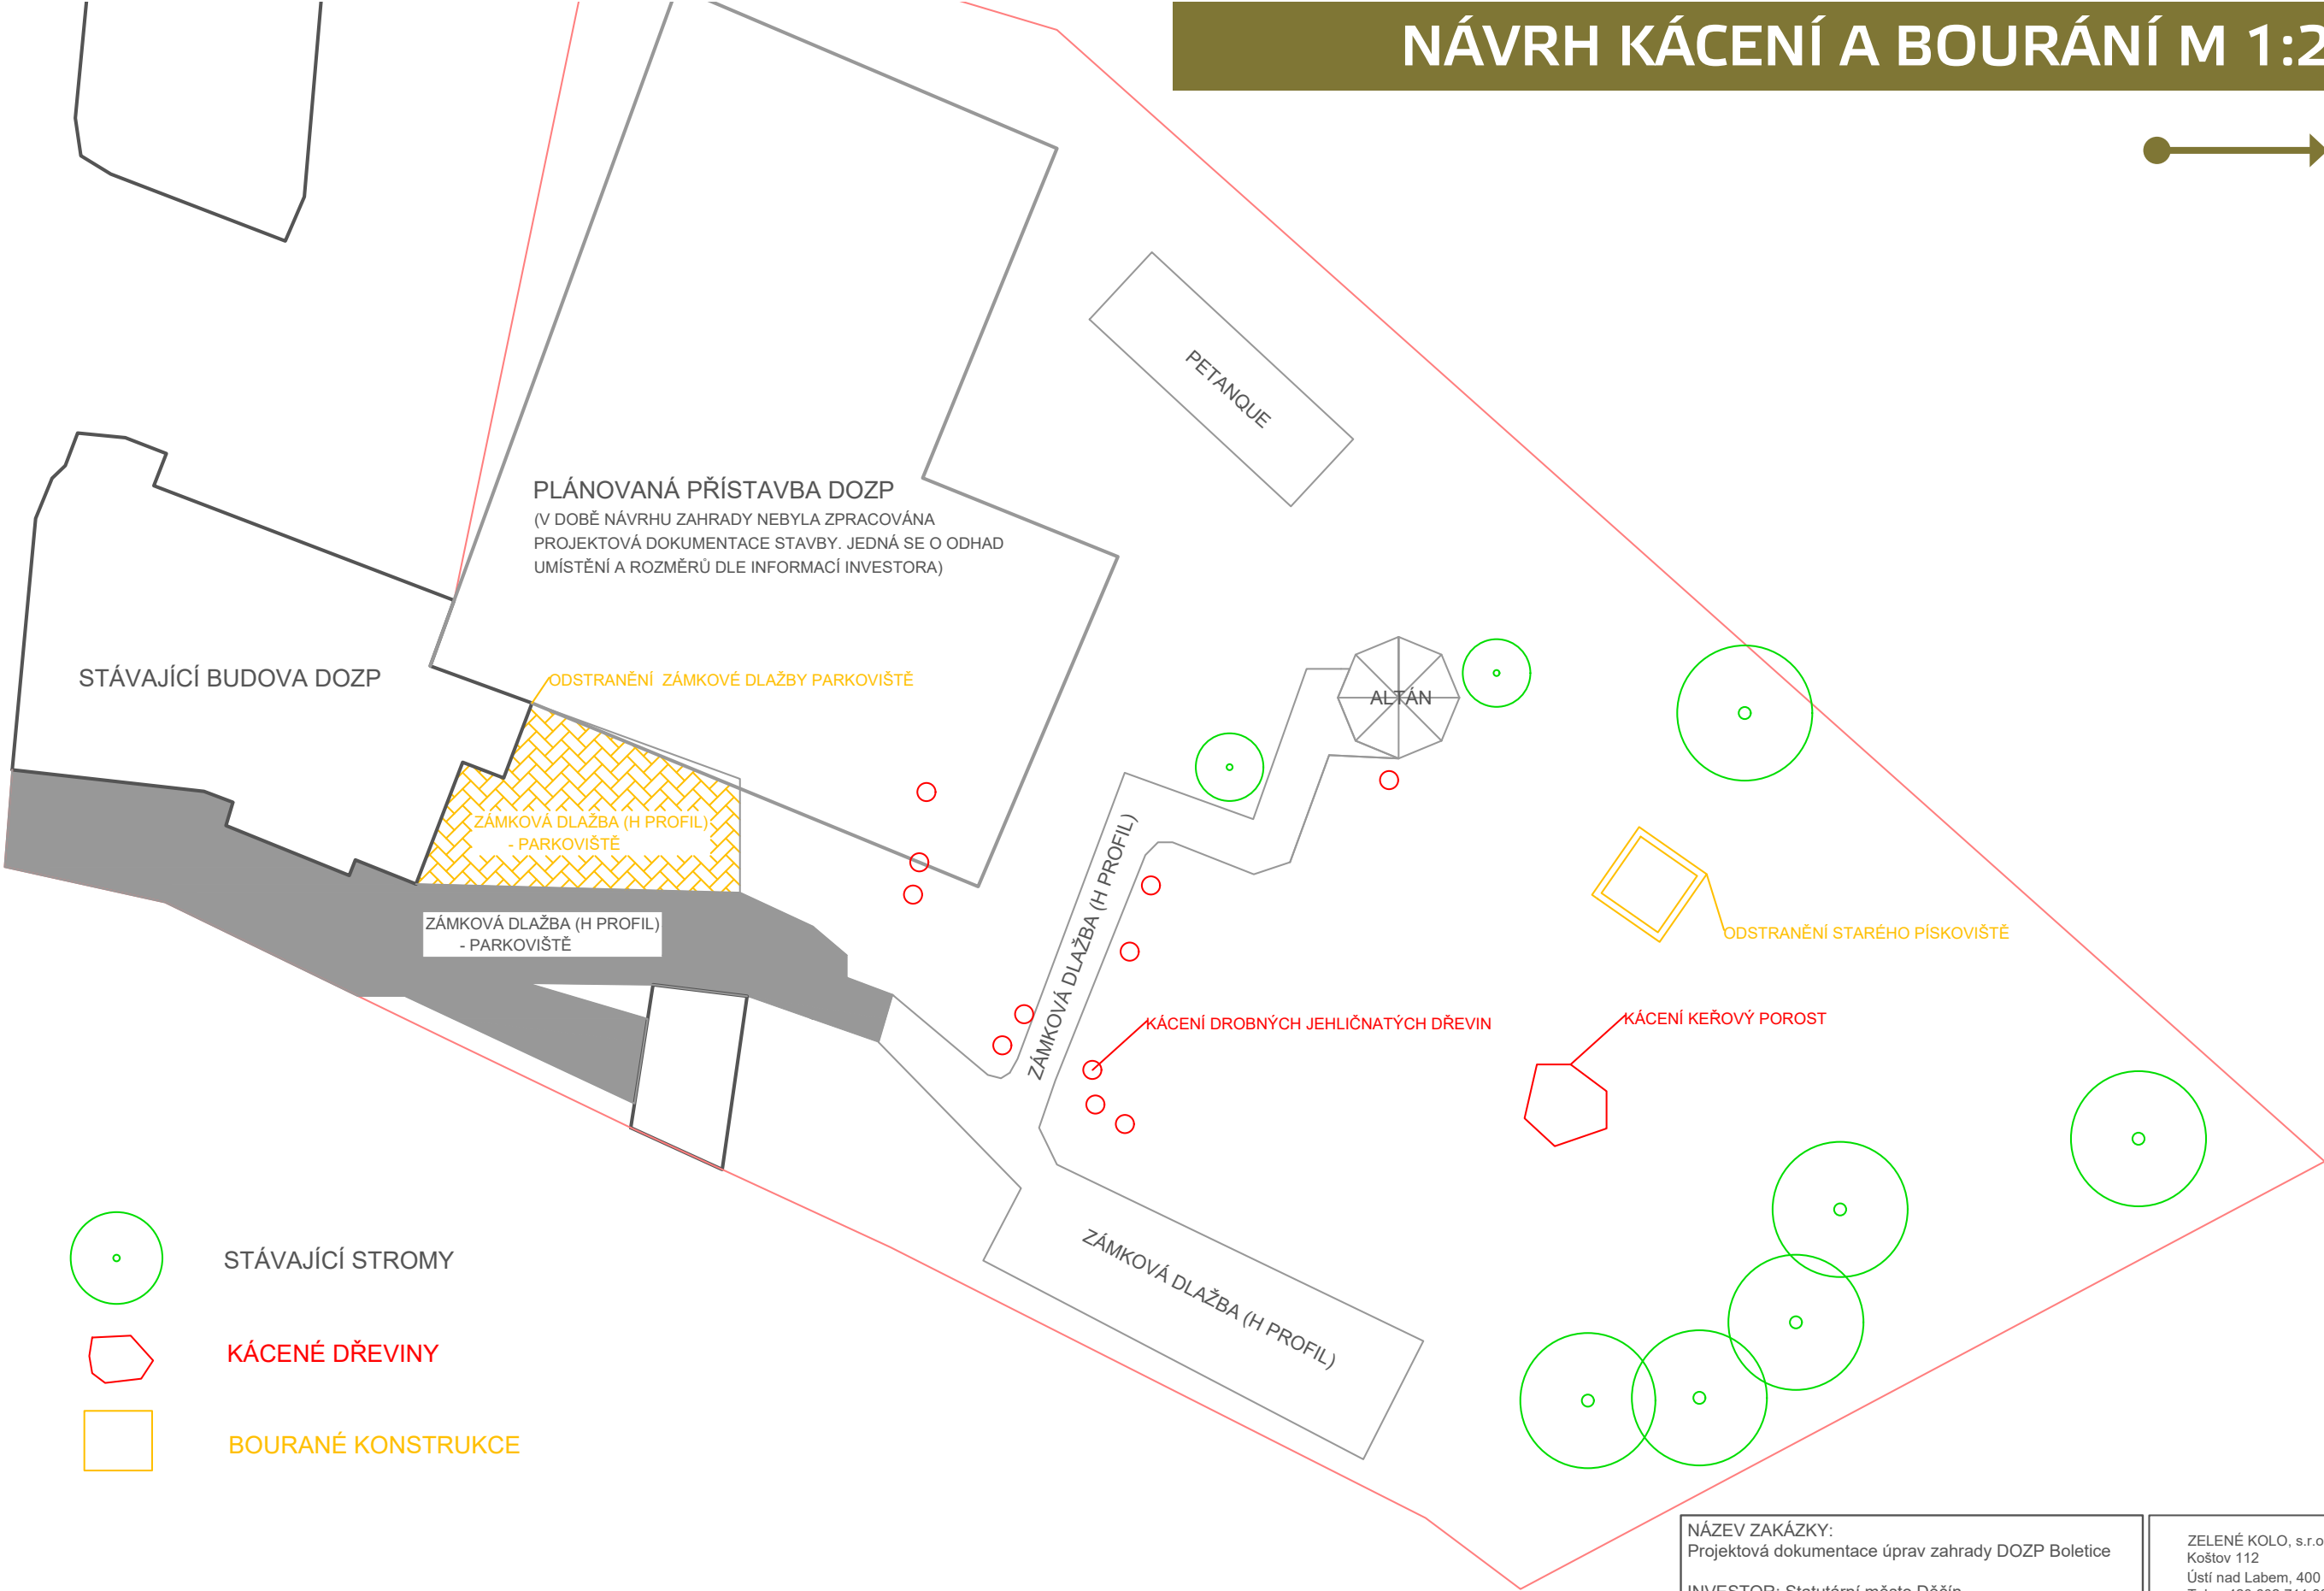 NÁVRH KÁCENÍ A BOURÁNÍ M 1:2
PETANQUE
PLÁNOVANÁ PŘÍSTAVBA DOZP
(V DOBĚ NÁVRHU ZAHRADY NEBYLA ZPRACOVÁNA
PROJEKTOVÁ DOKUMENTACE STAVBY. JEDNÁ SE O ODHAD
UMÍSTĚNÍ A ROZMĚRŮ DLE INFORMACÍ INVESTORA)
STÁVAJÍCÍ BUDOVA DOZP
ODSTRANĚNÍ ZÁMKOVÉ DLAŽBY PARKOVIŠTĚ
ALTÁN
ZÁMKOVÁ DLAŽBA (H PROFIL)
- PARKOVIŠTĚ
ZÁMKOVÁ DLAŽBA (H PROFIL)
- PARKOVIŠTĚ
ZÁMKOVÁ DLAŽBA (H PROFIL)
ODSTRANĚNÍ STARÉHO PÍSKOVIŠTĚ
KÁCENÍ DROBNÝCH JEHLIČNATÝCH DŘEVIN
KÁCENÍ KEŘOVÝ POROST
ZÁMKOVÁ DLAŽBA (H PROFIL)
STÁVAJÍCÍ STROMY
KÁCENÉ DŘEVINY
BOURANÉ KONSTRUKCE
NÁZEV ZAKÁZKY:
Projektová dokumentace úprav zahrady DOZP Boletice
INVESTOR: Statutární město Děčín
ZELENÉ KOLO, s.r.o
Koštov 112
Ústí nad Labem, 400